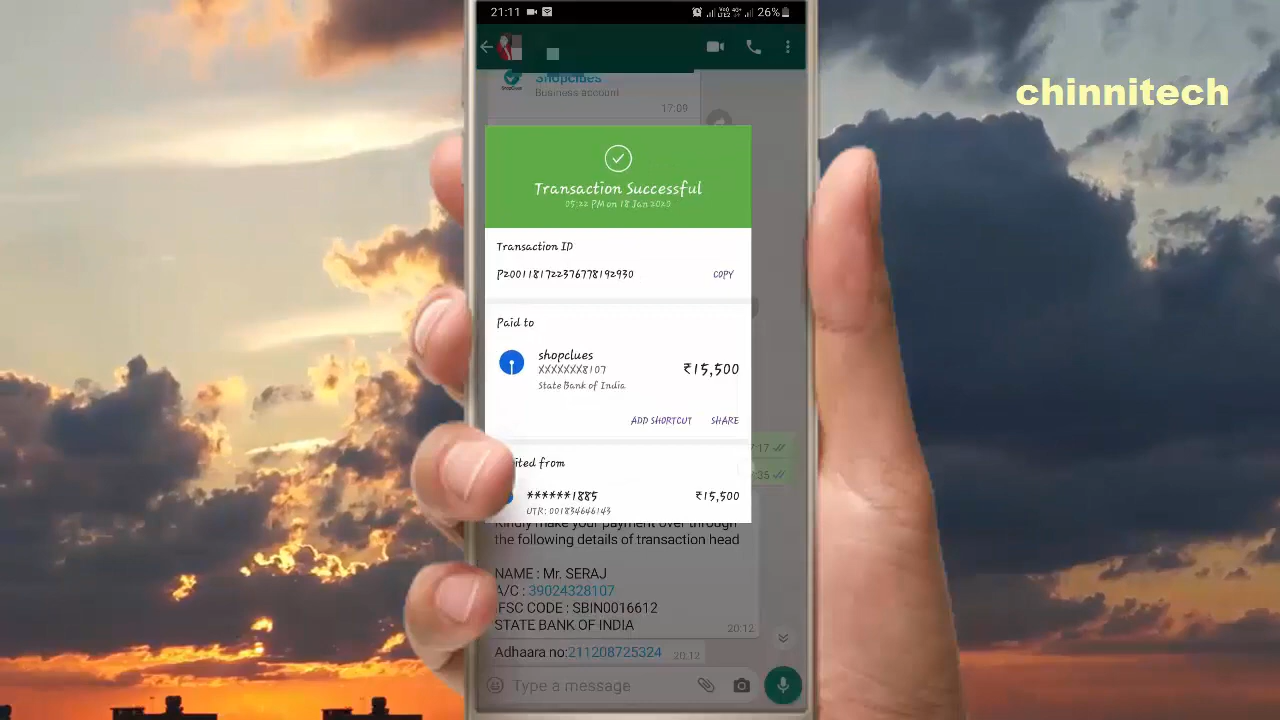 21:11
26%
chinnitech
Shopclues
Business account
17:09
Transaction Successful
05:22 PM on 18 Jan 2020
Transaction ID
P2001181722376778192930
COPY
Paid to
shopclues
XXXXXXX8107
₹15,500
State Bank of India
ADD SHORTCUT SHARE
ited from
******1885
₹15,500
UTR: 001834646143
Kindly make your payment over through
the following details of transaction head
NAME : Mr. SERAJ
A/C : 39024328107
IFSC CODE : SBIN0016612
STATE BANK OF INDIA
20:12
Adhaara no:211208725324
20:12
Type a message